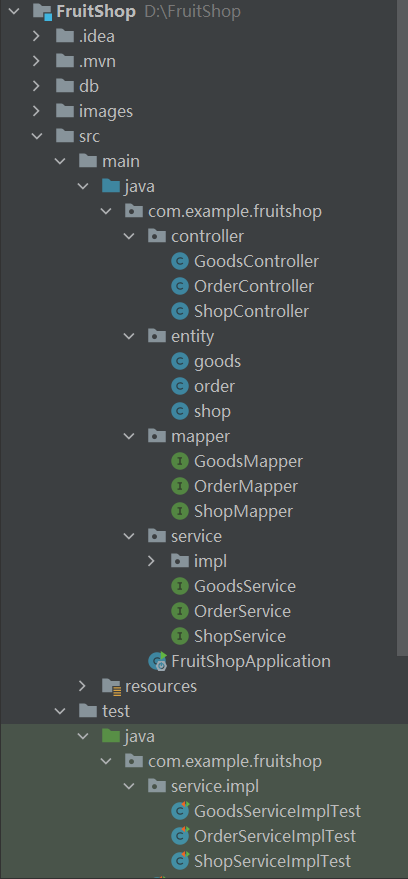 FruitShop D:\FruitShop
.idea
.mvn
db
images
src
main
java
com.example.fruitshop
controller
GoodsController
OrderController
ShopController
entity
goods
order
shop
mapper
GoodsMapper
OrderMapper
ShopMapper
service
impl
GoodsService
OrderService
ShopService
FruitShopApplication
resources
test
java
com.example.fruitshop
service.impl
GoodsServiceImplTest
OrderServiceImplTest
ShopServiceImplTest